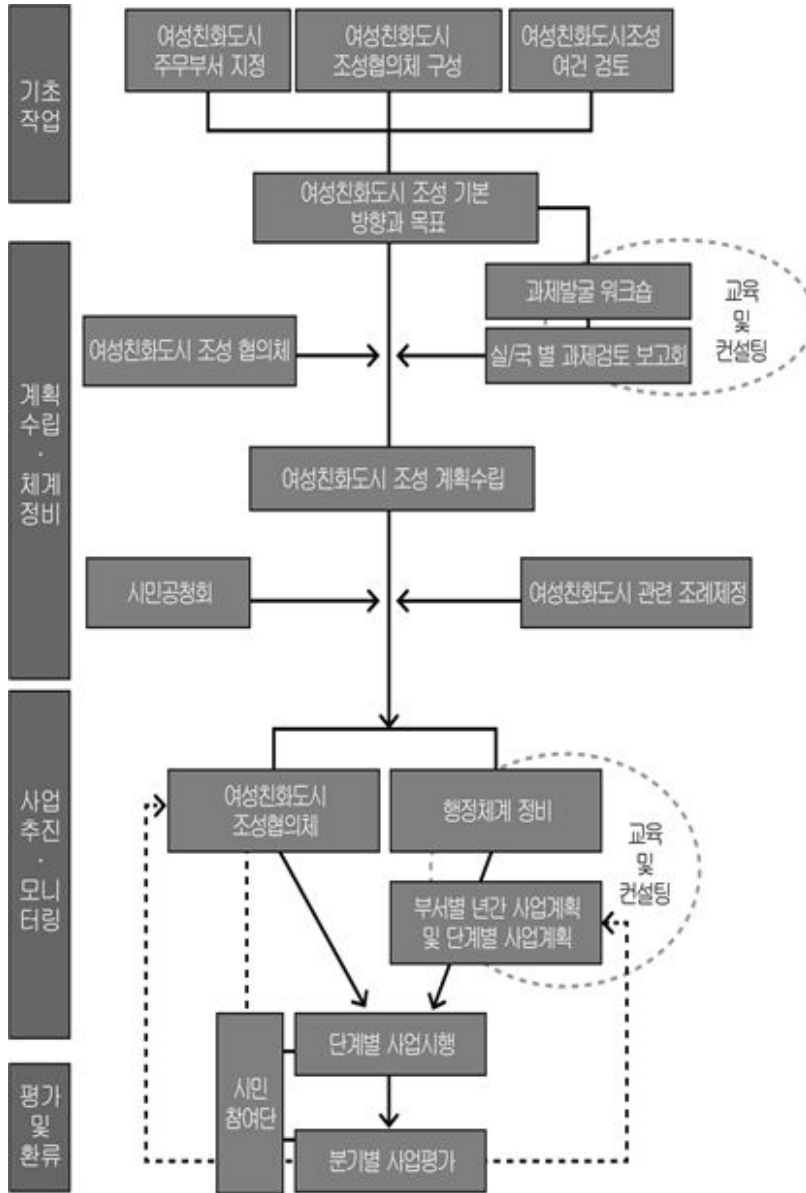 기초
작업
여성친화도시
주무부서 지정
여성친화도시
조성협의체 구성
여성친화도시조성
여건 검토
여성친화도시 조성 기본
방향과 목표
계획
수립
·
체계
정비
과제발굴 워크숍
실/국 별 과제검토 보고회
교육
및
컨설팅
여성친화도시 조성 협의체
여성친화도시 조성 계획수립
시민공청회
여성친화도시 관련 조례제정
사업
추진
·
모니
터링
여성친화도시
조성협의체
행정체계 정비
교육
및
컨설팅
부서별 년간 사업계획
및 단계별 사업계획
단계별 사업시행
시민
참여단
평가
및
환류
분기별 사업평가